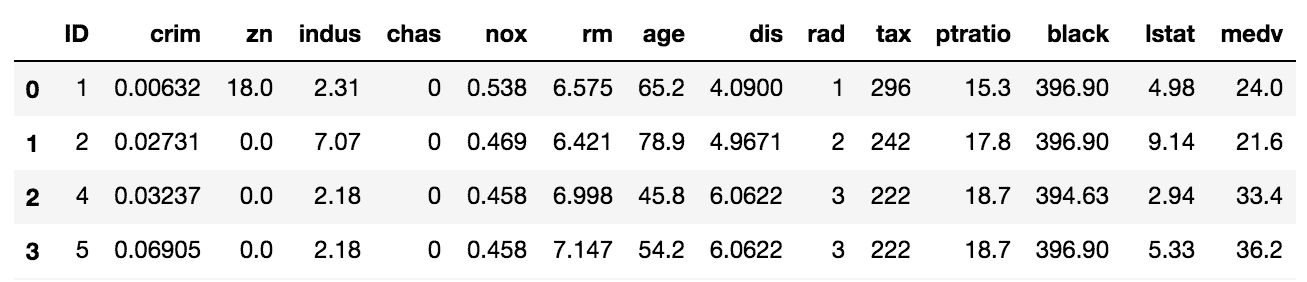 ID crim zn indus chas nox rm age dis rad tax ptratio black lstat medv
0 1 0.00632 18.0 2.31 0 0.538 6.575 65.2 4.0900 1 296 15.3 396.90 4.98 24.0
1 2 0.02731 0.0 7.07 0 0.469 6.421 78.9 4.9671 2 242 17.8 396.90 9.14 21.6
2 4 0.03237 0.0 2.18 0 0.458 6.998 45.8 6.0622 3 222 18.7 394.63 2.94 33.4
3 5 0.06905 0.0 2.18 0 0.458 7.147 54.2 6.0622 3 222 18.7 396.90 5.33 36.2